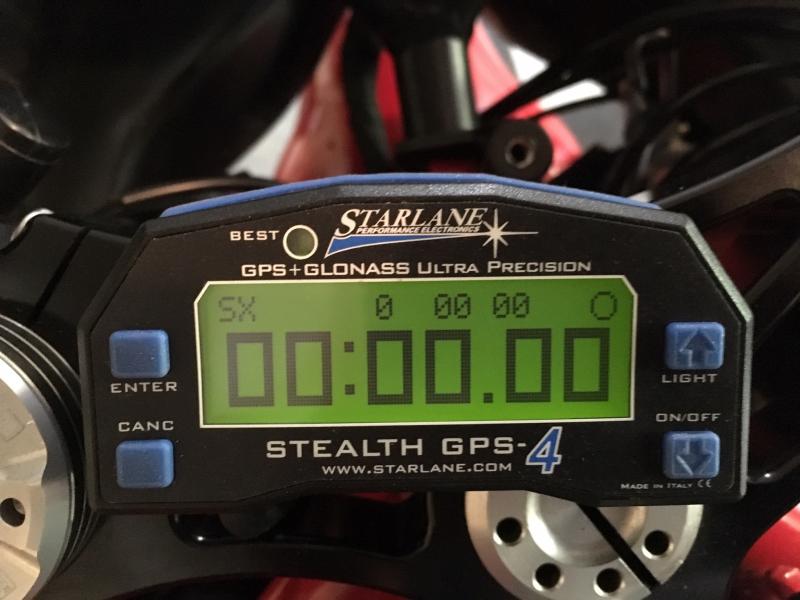 STARLANE
PERFORMANCE ELECTRONICS
BEST
GPS+GLONASS ULTRA PRECISION
SX 0 00 00
00:00.00
ENTER
LIGHT
CANC
ON/OFF
STEALTH GPS-4
WWW.STARLANE.COM
MADE IN ITALY CE